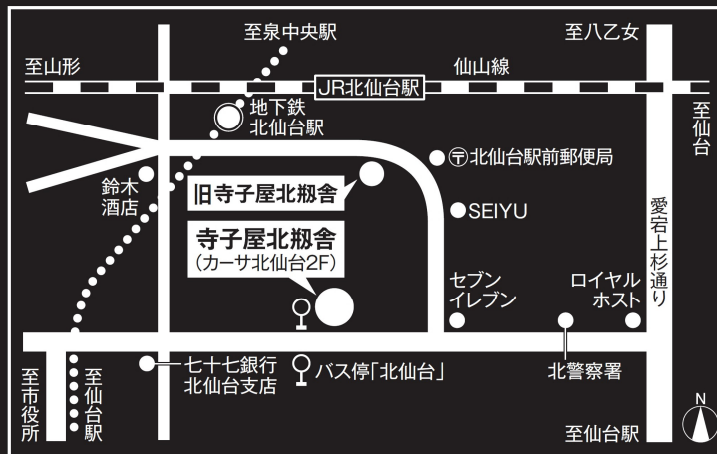 至泉中央駅
至八乙女
至山形
仙山線
JR北仙台駅
地下鉄
北仙台駅
至仙台
〒北仙台駅前郵便局
鈴木
酒店
旧寺子屋北剱舎
SEIYU
愛宕上杉通り
寺子屋北剱舎
(カーサ北仙台2F)
セブン
イレブン
ロイヤル
ホスト
七十七銀行
北仙台支店
バス停「北仙台」
北警察署
至市役所
至仙台駅
至仙台駅
N